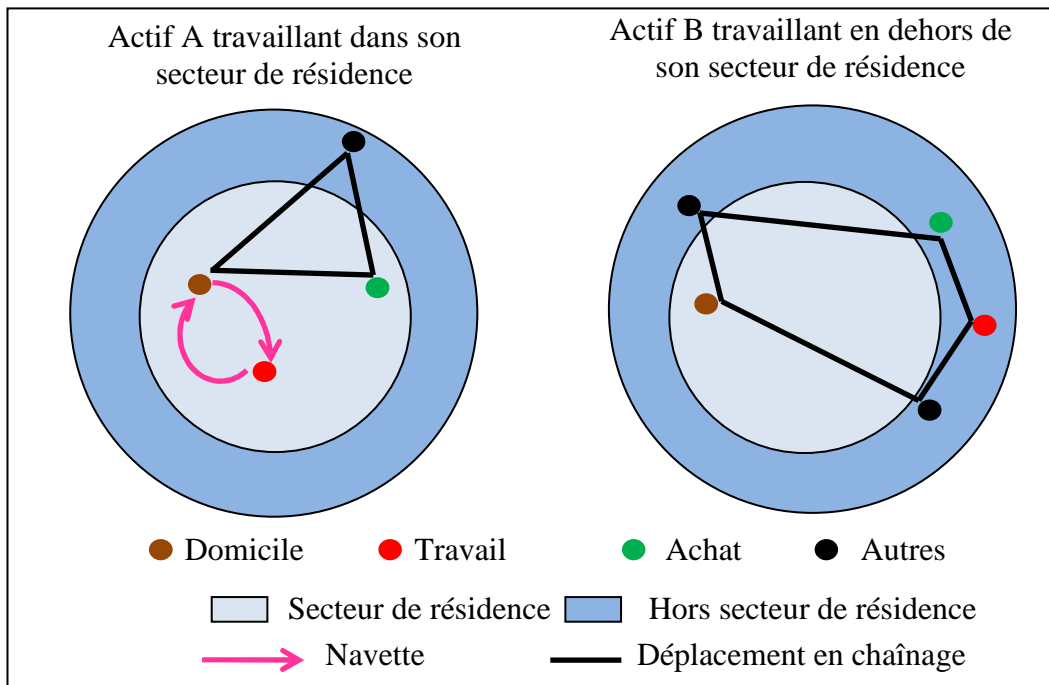 Actif A travaillant dans son
secteur de résidence
Actif B travaillant en dehors de
son secteur de résidence
Domicile
Travail
Achat
Autres
Secteur de résidence
Hors secteur de résidence
Navette
Déplacement en chaînage